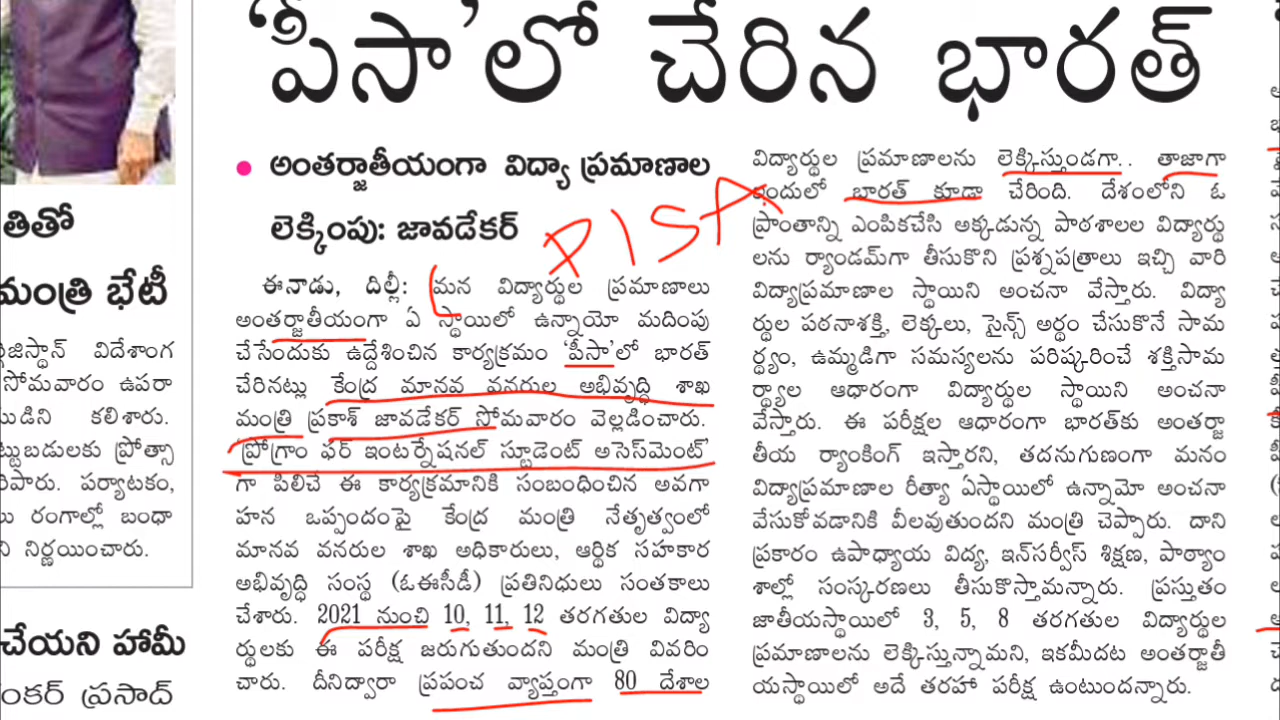 'పీసా'లో చేరిన భారత్
• అంతర్జాతీయంగా విద్యా ప్రమాణాల
లెక్కింపు: జావడేకర్
PISA
ఈనాడు, దిల్లీ: మన విద్యార్థుల ప్రమాణాలు
అంతర్జాతీయంగా ఏ స్థాయిలో ఉన్నాయో మదింపు
చేసేందుకు ఉద్దేశించిన కార్యక్రమం 'పీసా'లో భారత్
చేరినట్లు కేంద్ర మానవ వనరుల అభివృద్ధి శాఖ
మంత్రి ప్రకాశ్ జావడేకర్ సోమవారం వెల్లడించారు.
'ప్రోగ్రాం ఫర్ ఇంటర్నేషనల్ స్టూడెంట్ అసెస్‌మెంట్'
గా పిలిచే ఈ కార్యక్రమానికి సంబంధించిన అవగా
హన ఒప్పందంపై కేంద్ర మంత్రి నేతృత్వంలో
మానవ వనరుల శాఖ అధికారులు, ఆర్థిక సహకార
అభివృద్ధి సంస్థ (ఓఈసీడీ) ప్రతినిధులు సంతకాలు
చేశారు. 2021 నుంచి 10, 11, 12 తరగతుల విద్యా
ర్థులకు ఈ పరీక్ష జరుగుతుందని మంత్రి వివరిం
చారు. దీనిద్వారా ప్రపంచ వ్యాప్తంగా 80 దేశాల
విద్యార్థుల ప్రమాణాలను లెక్కిస్తుండగా.. తాజాగా
ఇందులో భారత్ కూడా చేరింది. దేశంలోని ఓ
ప్రాంతాన్ని ఎంపికచేసి అక్కడున్న పాఠశాలల విద్యార్థు
లను ర్యాండమ్‌గా తీసుకొని ప్రశ్నపత్రాలు ఇచ్చి వారి
విద్యాప్రమాణాల స్థాయిని అంచనా వేస్తారు. విద్యా
ర్థుల పఠనాశక్తి, లెక్కలు, సైన్స్ అర్థం చేసుకొనే సామ
ర్థ్యం, ఉమ్మడిగా సమస్యలను పరిష్కరించే శక్తిసామ
ర్థ్యాల ఆధారంగా విద్యార్థుల స్థాయిని అంచనా
వేస్తారు. ఈ పరీక్షల ఆధారంగా భారత్‌కు అంతర్జా
తీయ ర్యాంకింగ్ ఇస్తారని, తదనుగుణంగా మనం
విద్యాప్రమాణాల రీత్యా ఏస్థాయిలో ఉన్నామో అంచనా
వేసుకోవడానికి వీలవుతుందని మంత్రి చెప్పారు. దాని
ప్రకారం ఉపాధ్యాయ విద్య, ఇన్‌సర్వీస్ శిక్షణ, పాఠ్యాం
శాల్లో సంస్కరణలు తీసుకొస్తామన్నారు. ప్రస్తుతం
జాతీయస్థాయిలో 3, 5, 8 తరగతుల విద్యార్థుల
ప్రమాణాలను లెక్కిస్తున్నామని, ఇకమీదట అంతర్జాతీ
యస్థాయిలో అదే తరహా పరీక్ష ఉంటుందన్నారు.
తితో
మంత్రి భేటీ
జిస్థాన్ విదేశాంగ
సోమవారం ఉపరా
యుడిని కలిశారు.
ట్టుబడులకు ప్రోత్సా
రిపారు. పర్యాటకం,
రంగాల్లో బంధా
ని నిర్ణయించారు.
చేయని హామీ
ంకర్ ప్రసాద్